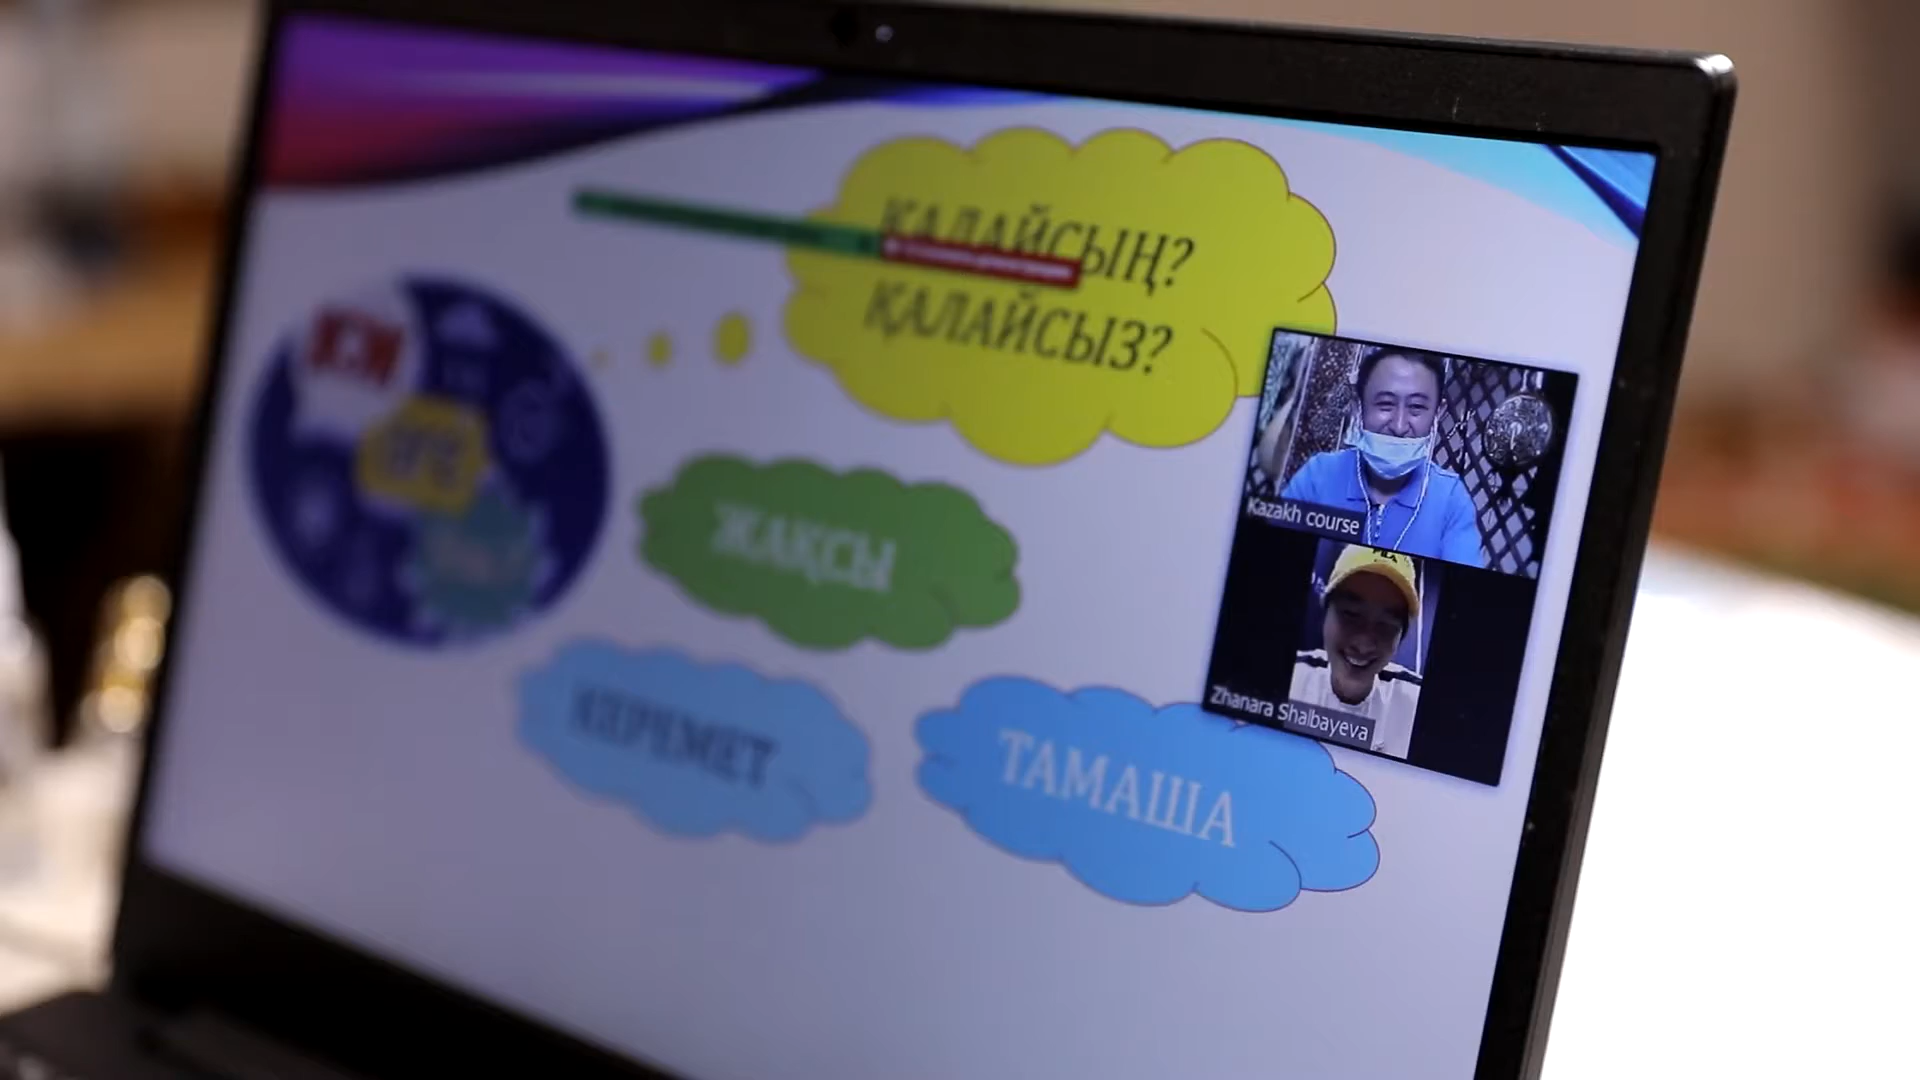 ҚАЛАЙСЫҢ?
ҚАЛАЙСЫЗ?
ЖАҚСЫ
КЕРЕМЕТ
ТАМАША
Kazakh course
Zhanara Shalbayeva